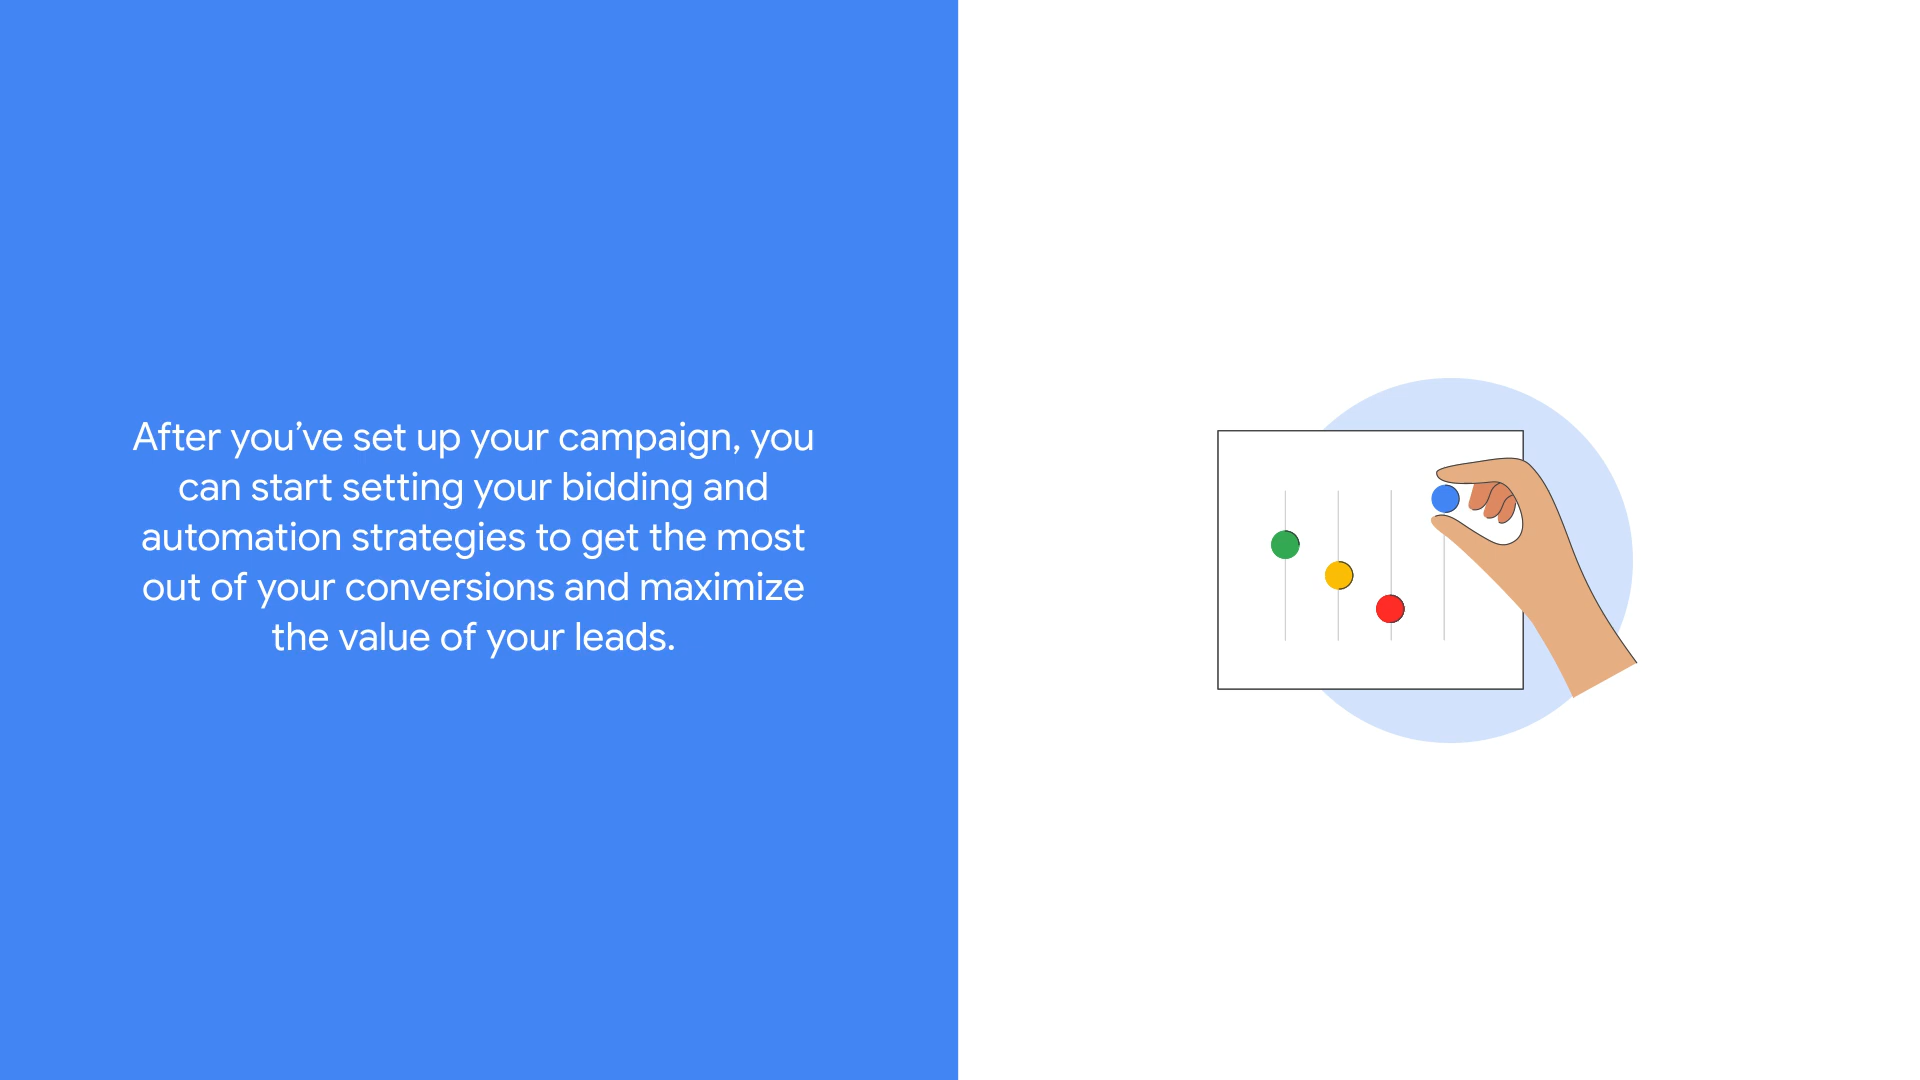 After you’ve set up your campaign, you
can start setting your bidding and
automation strategies to get the most
out of your conversions and maximize
the value of your leads.